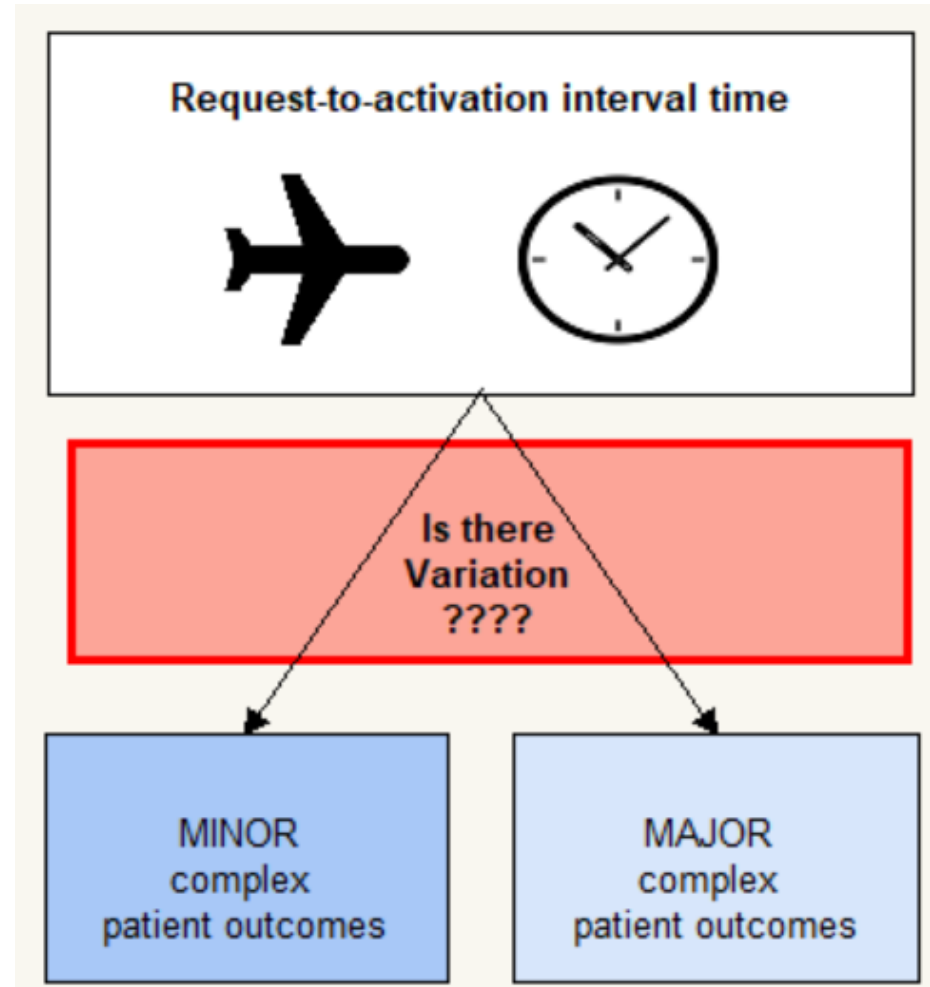 Request-to-activation interval time
Is there
Variation
????
MINOR
complex
patient outcomes
MAJOR
complex
patient outcomes